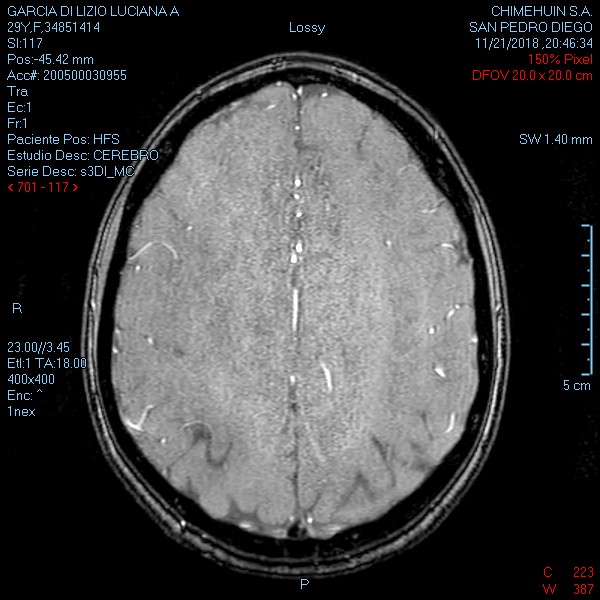 GARCIA DI LIZIO LUCIANA A
29Y,F,34851414
Sl:117
Pos:-45.42 mm
Acc#: 200500030955
Tra
Ec:1
Fr:1
Paciente Pos: HFS
Estudio Desc: CEREBRO
Serie Desc: s3DI_MC
< 701 - 117 >
Lossy
CHIMEHUIN S.A.
SAN PEDRO DIEGO
11/21/2018 ,20:46:34
150% Pixel
DFOV 20.0 x 20.0 cm
SW 1.40 mm
R
23.00//3.45
Etl:1 TA:18.00
400x400
Enc: ^
1nex
5 cm
P
C 223
W 387